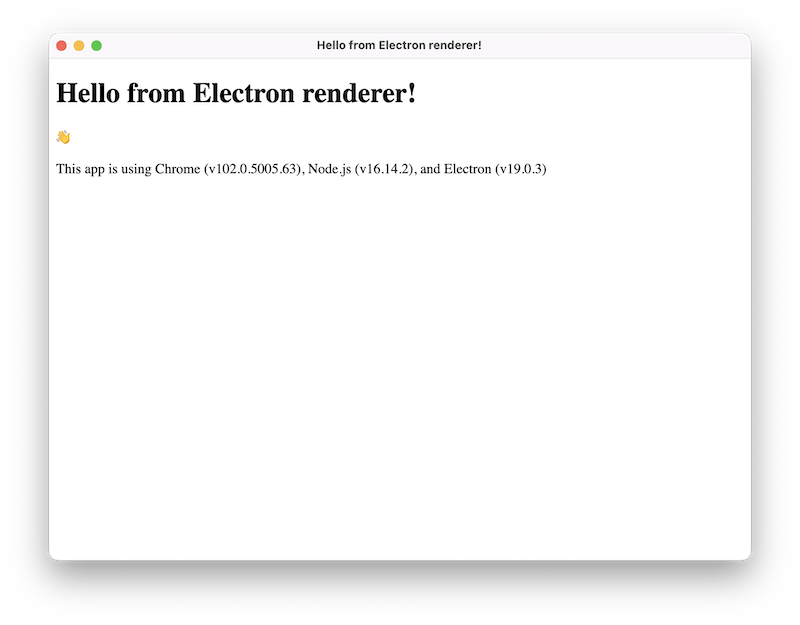 Hello from Electron renderer!
Hello from Electron renderer!
👋
This app is using Chrome (v102.0.5005.63), Node.js (v16.14.2), and Electron (v19.0.3)